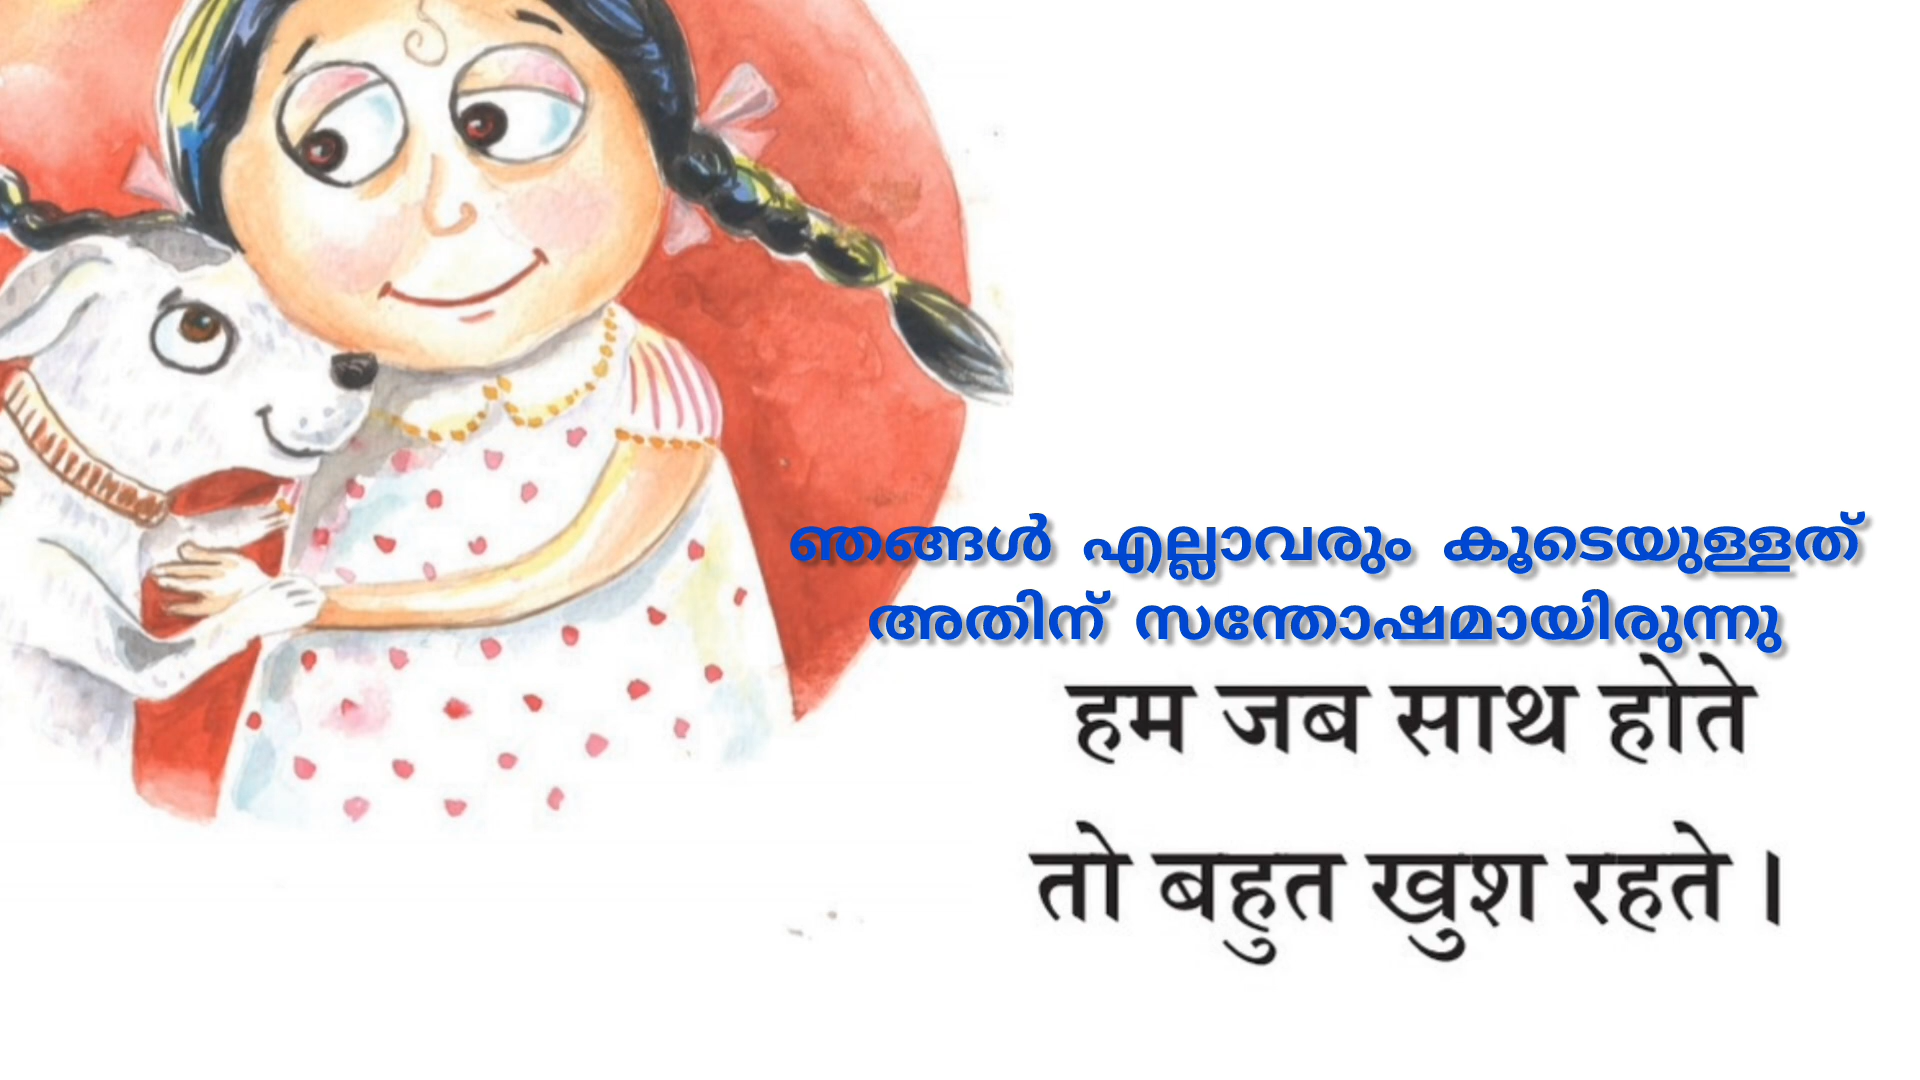 ഞങ്ങൾ എല്ലാവരും കൂടെയുള്ളത്
അതിന് സന്തോഷമായിരുന്നു
हम जब साथ होते
तो बहुत खुश रहते ।